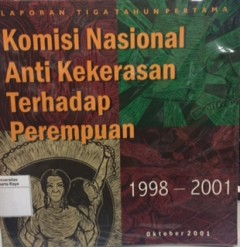 LAPORAN TIGA TAHUN PERTAMA
Komisi Nasional
Anti Kekerasan
Terhadap
Perempuan
1998 – 2001
Oktober 2001